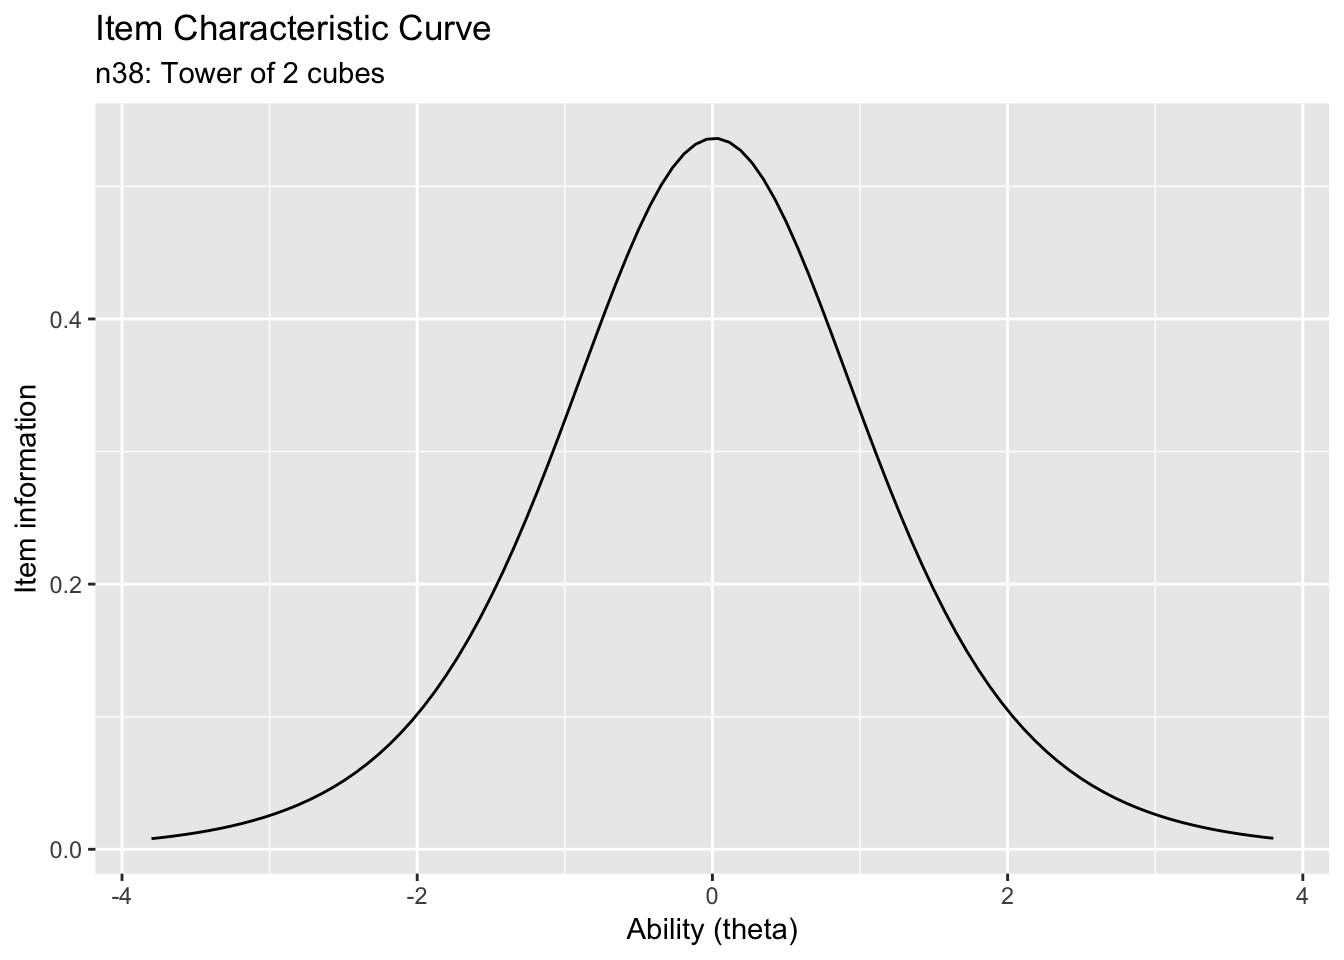 Item Characteristic Curve
n38: Tower of 2 cubes
Item information
0.4
0.2
0.0
-4
-2
0
2
4
Ability (theta)